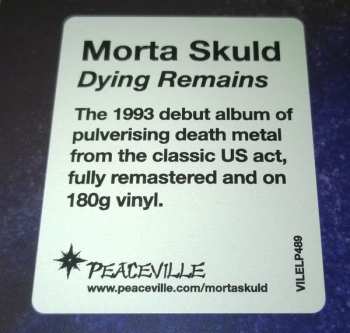 Morta Skuld
Dying Remains
The 1993 debut album of
pulverising death metal
from the classic US act,
fully remastered and on
180g vinyl.
PEACEVILLE
www.peaceville.com/mortaskuld
VILELP489